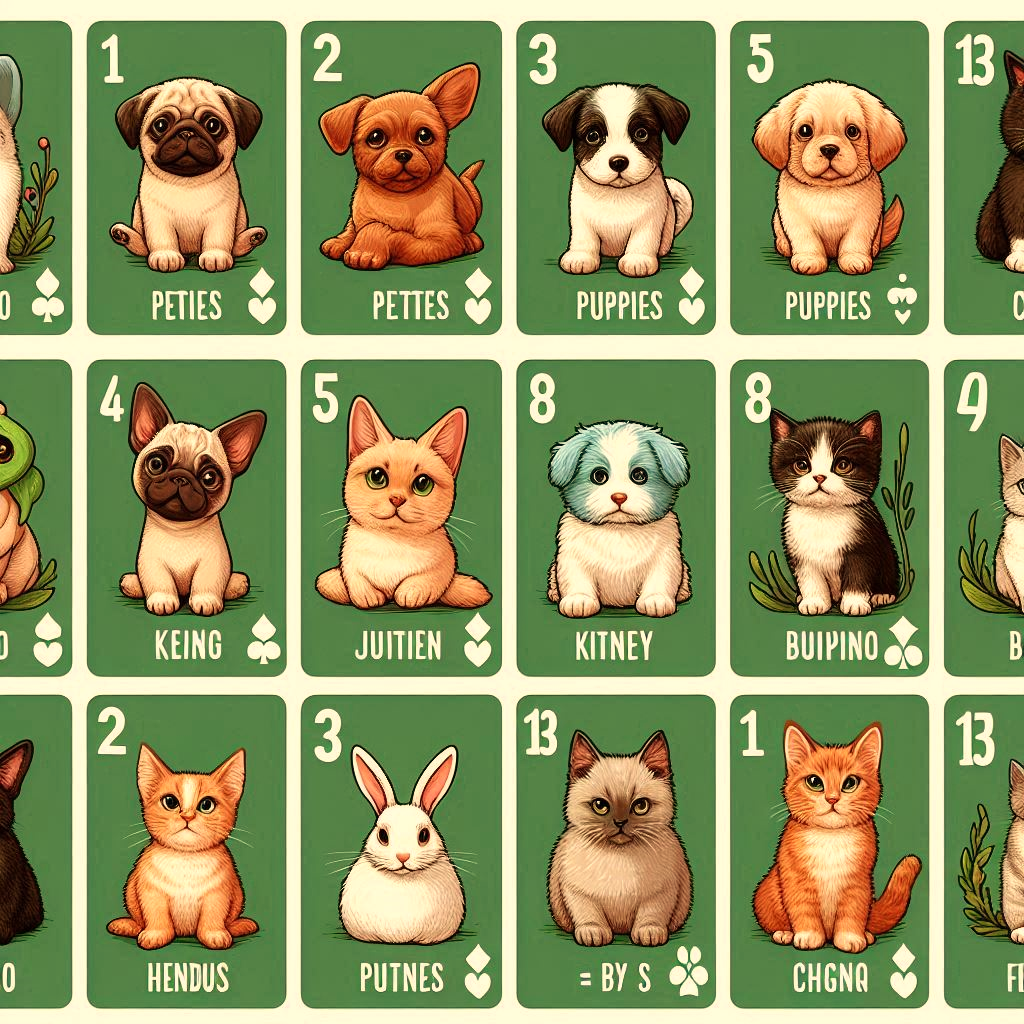 1 2 3 5 13
O PETIES PETTES PUPPIES PUPPIES C
4 5 8 8 9
O KEING JUITIEN KITNEY BUIPINO B
2 3 13 1 13
O HENDUS PUTNES = BY S CHGNA